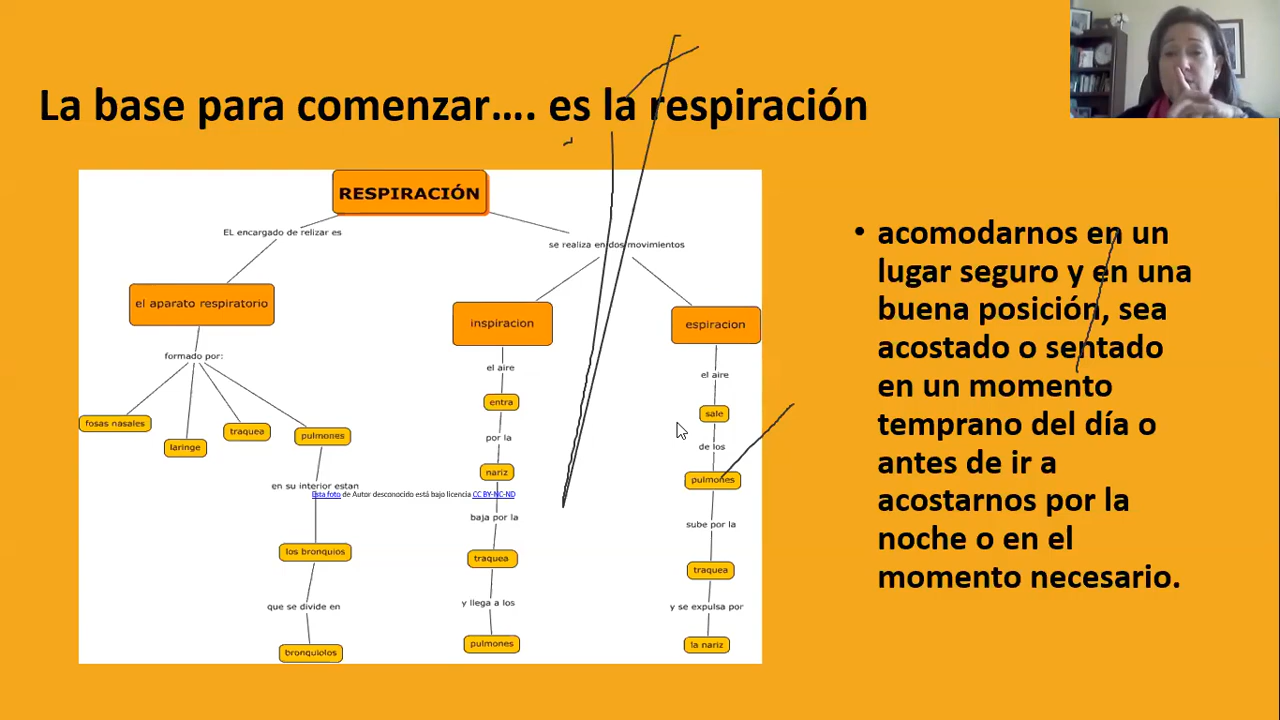 La base para comenzar.... es la respiración
RESPIRACIÓN
EL encargado de relizar es
se realiza en dos movimientos
el aparato respiratorio
inspiracion
espiracion
formado por:
el aire
el aire
entra
sale
fosas nasales
laringe
traquea
pulmones
por la
de los
nariz
pulmones
en su interior estan
Esta foto de Autor desconocido está bajo licencia CC BY-NC-ND
baja por la
sube por la
los bronquios
traquea
traquea
que se divide en
y llega a los
y se expulsa por
bronquiolos
pulmones
la nariz
• acomodarnos en un
lugar seguro y en una
buena posición, sea
acostado o sentado
en un momento
temprano del día o
antes de ir a
acostarnos por la
noche o en el
momento necesario.